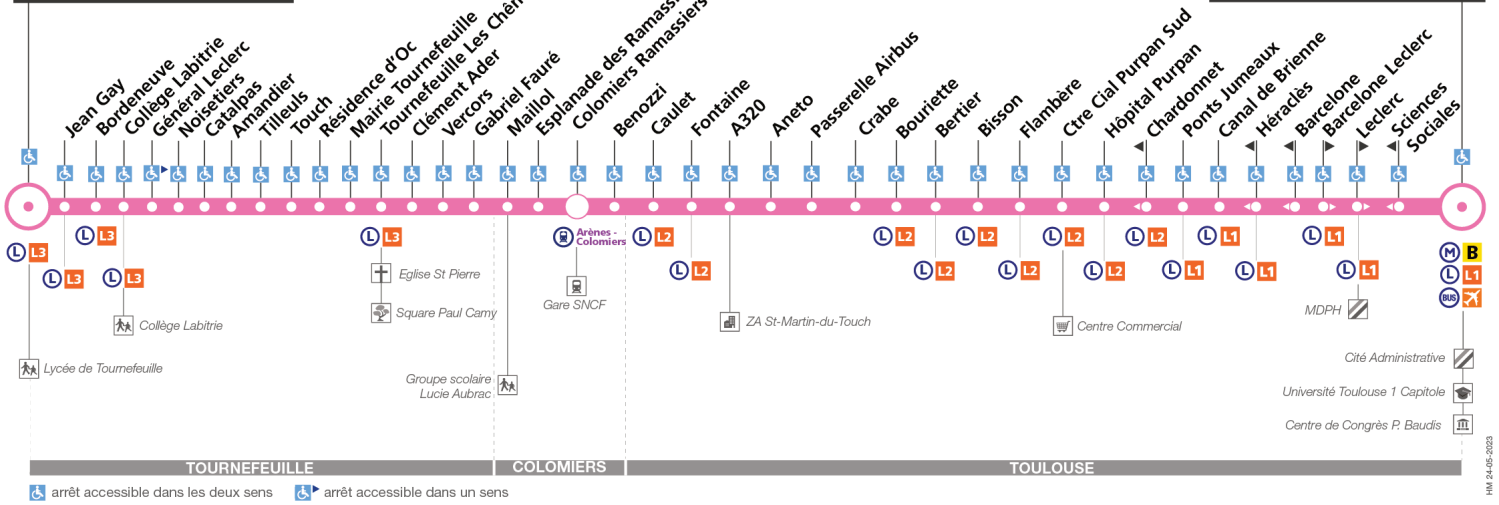 Jean Gay
Bordeneuve
Collège Labitrie
Général Leclerc
Noisetiers
Catalpas
Amandier
Tilleuls
Touch
Résidence d'Oc
Mairie Tournefeuille
Tournefeuille Les
Clément Ader
Vercors
Gabriel Fauré
Maillol
Esplanade des
Colomiers Ramassiers
Benozzi
Caulet
Fontaine
A320
Aneto
Passerelle Airbus
Crabe
Bouriette
Bertier
Bisson
Flambère
Ctre Cial Purpan Sud
Hôpital Purpan
Chardonnet
Ponts Jumeaux
Canal de Brienne
Héraclès
Barcelone
Barcelone Leclerc
Leclerc
Sciences
Sociales
L L3
L L3
L L3
L L3
L L3
Arènes -
Colomiers
L L2
L L2
L L2
L L2
L L2
L L2
L L2
L L2
L L1
L L1
L L1
L L1
L L1
M B
L L1
BUS
Eglise St Pierre
Square Paul Camy
Gare SNCF
Collège Labitrie
ZA St-Martin-du-Touch
Centre Commercial
MDPH
Lycée de Tournefeuille
Groupe scolaire
Lucie Aubrac
Cité Administrative
Université Toulouse 1 Capitole
Centre de Congrès P. Baudis
TOURNEFEUILLE
COLOMIERS
TOULOUSE
arrêt accessible dans les deux sens
arrêt accessible dans un sens
HM 24-05-2023